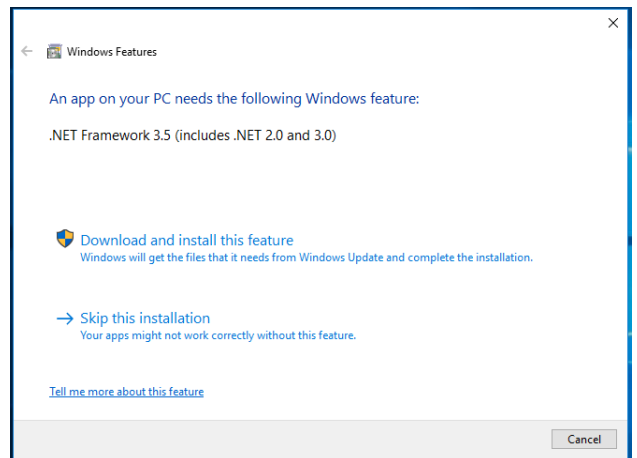 Windows Features
An app on your PC needs the following Windows feature:
.NET Framework 3.5 (includes .NET 2.0 and 3.0)
Download and install this feature
Windows will get the files that it needs from Windows Update and complete the installation.
Skip this installation
Your apps might not work correctly without this feature.
Tell me more about this feature
Cancel